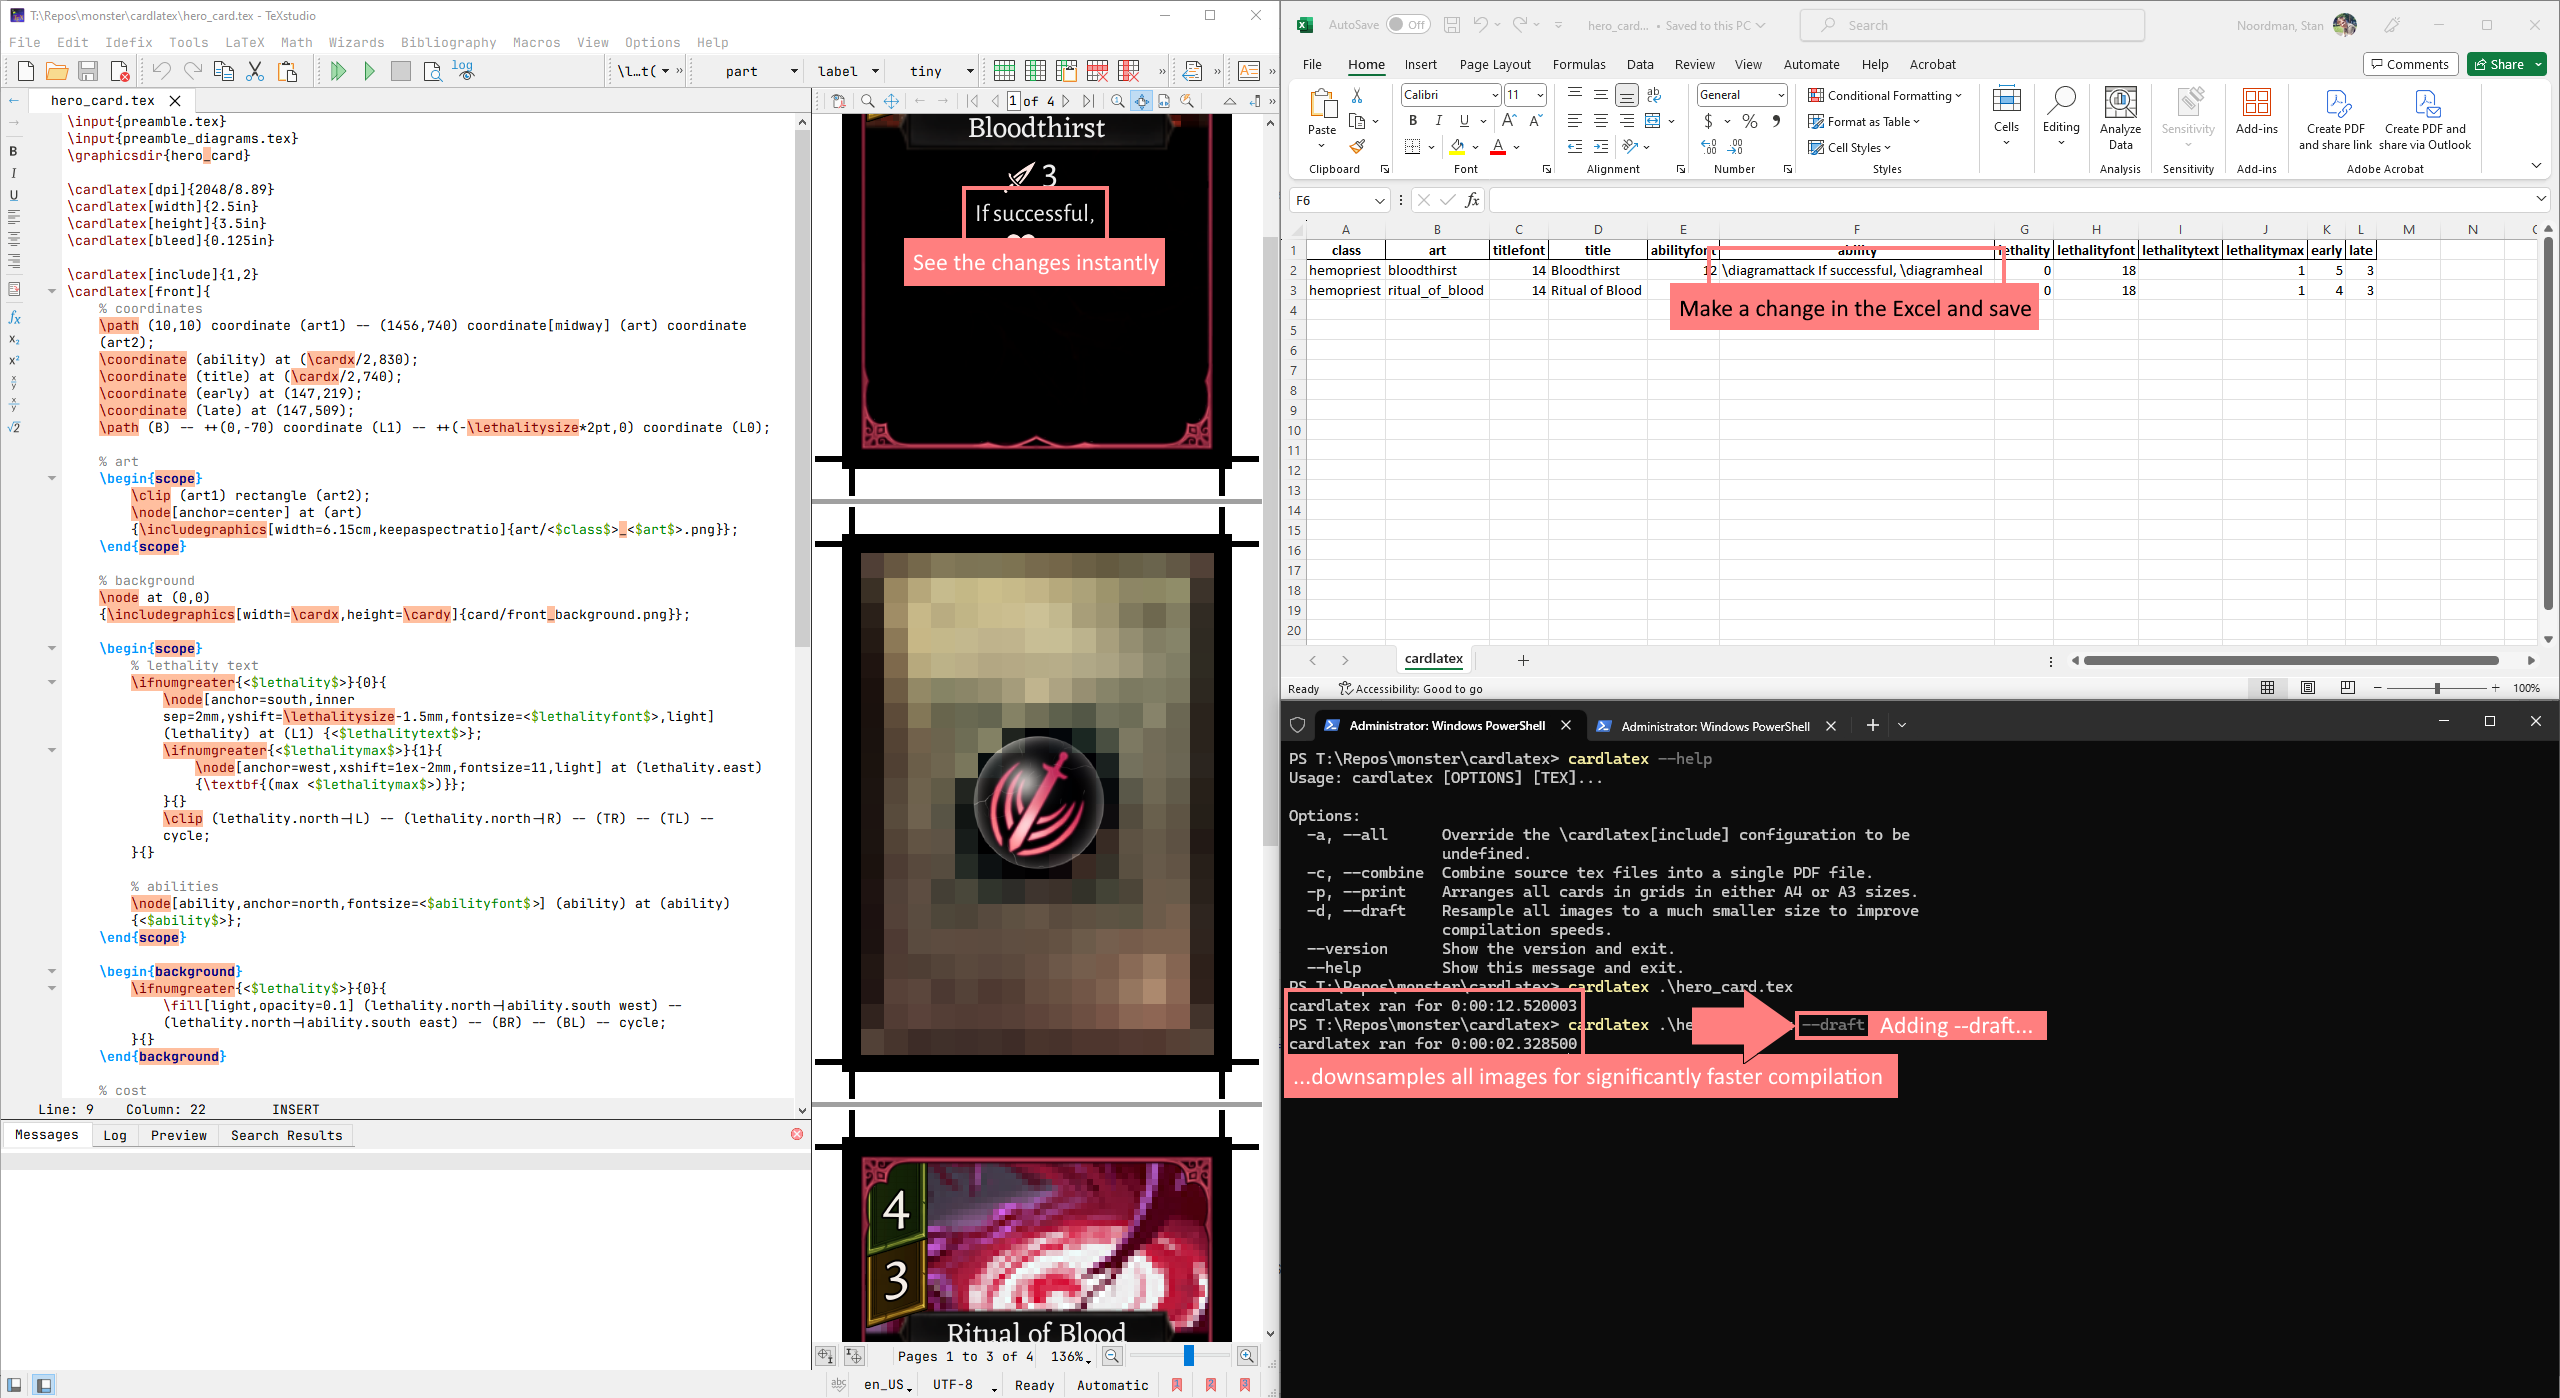 T:\Repos\monster\cardlatex\hero_card.tex - TeXstudio
File Edit Idefix Tools LaTeX Math Wizards Bibliography Macros View Options Help
log
\l…t( part label tiny
hero_card.tex
1 of 4
\input{preamble.tex}
\input{preamble_diagrams.tex}
\graphicsdir{hero_card}
\cardlatex[dpi]{2048/8.89}
\cardlatex[width]{2.5in}
\cardlatex[height]{3.5in}
\cardlatex[bleed]{0.125in}
\cardlatex[include]{1,2}
\cardlatex[front]{
% coordinates
\path (10,10) coordinate (art1) -- (1456,740) coordinate[midway] (art) coordinate
(art2);
\coordinate (ability) at (\cardx/2,830);
\coordinate (title) at (\cardx/2,740);
\coordinate (early) at (147,219);
\coordinate (late) at (147,509);
\path (B) -- ++(0,-70) coordinate (L1) -- ++(-\lethalitysize*2pt,0) coordinate (L0);
% art
\begin{scope}
\clip (art1) rectangle (art2);
\node[anchor=center] at (art)
{\includegraphics[width=6.15cm,keepaspectratio]{art/<$class$>_<$art$>.png}};
\end{scope}
% background
\node at (0,0)
{\includegraphics[width=\cardx,height=\cardy]{card/front_background.png}};
\begin{scope}
% lethality text
\ifnumgreater{<$lethality$>}{0}{
\node[anchor=south,inner
sep=2mm,yshift=\lethalitysize-1.5mm,fontsize=<$lethalityfont$>,light]
(lethality) at (L1) {<$lethalitytext$>};
\ifnumgreater{<$lethalitymax$>}{1}{
\node[anchor=west,xshift=1ex-2mm,fontsize=11,light] at (lethality.east)
{\textbf{(max <$lethalitymax$>)}};
}{}
\clip (lethality.north-|L) -- (lethality.north-|R) -- (TR) -- (TL) --
cycle;
}{}
% abilities
\node[ability,anchor=north,fontsize=<$abilityfont$>] (ability) at (ability)
{<$ability$>};
\end{scope}
\begin{background}
\ifnumgreater{<$lethality$>}{0}{
\fill[light,opacity=0.1] (lethality.north-|ability.south west) --
(lethality.north-|ability.south east) -- (BR) -- (BL) -- cycle;
}{}
\end{background}
% cost
Line: 9 Column: 22 INSERT
Messages Log Preview Search Results
Bloodthirst
3
If successful,
See the changes instantly
4
3
Ritual of Blood
Pages 1 to 3 of 4 136%
en_US UTF-8 Ready Automatic
AutoSave Off hero_card... • Saved to this PC Search Noordman, Stan
File Home Insert Page Layout Formulas Data Review View Automate Help Acrobat Comments Share
Paste Calibri 11 General Conditional Formatting Cells Editing Analyze Data Sensitivity Add-ins Create PDF and share link Create PDF and share via Outlook
B I U Format as Table
Cell Styles
Clipboard Font Alignment Number Styles Analysis Sensitivity Add-ins Adobe Acrobat
F6 fx
A B C D E F G H I J K L M N
1 class art titlefont title abilityfont ability lethality lethalityfont lethalitytext lethalitymax early late
2 hemopriest bloodthirst 14 Bloodthirst 12 \diagramattack If successful, \diagramheal 0 18 1 5 3
3 hemopriest ritual_of_blood 14 Ritual of Blood 0 18 1 4 3
Make a change in the Excel and save
4
5
6
7
8
9
10
11
12
13
14
15
16
17
18
19
20
cardlatex
Ready Accessibility: Good to go 100%
Administrator: Windows PowerShell Administrator: Windows PowerShell
PS T:\Repos\monster\cardlatex> cardlatex --help
Usage: cardlatex [OPTIONS] [TEX]...
Options:
-a, --all Override the \cardlatex[include] configuration to be
undefined.
-c, --combine Combine source tex files into a single PDF file.
-p, --print Arranges all cards in grids in either A4 or A3 sizes.
-d, --draft Resample all images to a much smaller size to improve
compilation speeds.
--version Show the version and exit.
--help Show this message and exit.
PS T:\Repos\monster\cardlatex> cardlatex .\hero_card.tex
cardlatex ran for 0:00:12.520003
PS T:\Repos\monster\cardlatex> cardlatex .\he --draft Adding --draft...
cardlatex ran for 0:00:02.328500
...downsamples all images for significantly faster compilation